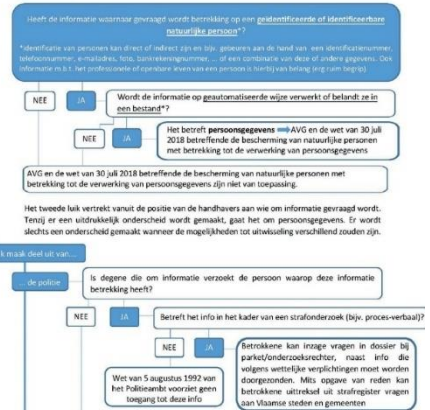 Heeft de informatie waarnaar gevraagd wordt betrekking op een geïdentificeerde of identificeerbare
natuurlijke persoon*?
*Identificatie van personen kan direct of indirect zijn en bijv. gebeuren aan de hand van een identificatienummer,
telefoonnummer, e-mailadres, foto, bankrekeningnummer, ... of een combinatie van deze of andere gegevens. Ook
informatie m.b.t. het professionele of openbare leven van een persoon is hierbij van belang (erg ruim begrip)
NEE
JA
Wordt de informatie op geautomatiseerde wijze verwerkt of belandt ze in
een bestand*?
NEE
JA
Het betreft persoonsgegevens AVG en de wet van 30 juli
2018 betreffende de bescherming van natuurlijke personen
met betrekking tot de verwerking van persoonsgegevens
AVG en de wet van 30 juli 2018 betreffende de bescherming van natuurlijke personen met
betrekking tot de verwerking van persoonsgegevens zijn niet van toepassing.
Het tweede luik vertrekt vanuit de positie van de handhavers aan wie om informatie gevraagd wordt.
Tenzij er een uitdrukkelijk onderscheid wordt gemaakt, gaat het om persoonsgegevens. Er wordt
slechts een onderscheid gemaakt wanneer de mogelijkheden tot uitwisseling verschillend zouden zijn.
k maak deel uit van...
... de politie
Is degene die om informatie verzoekt de persoon waarop deze informatie
betrekking heeft?
NEE
JA
Betreft het info in het kader van een strafonderzoek (bijv. proces-verbaal)?
NEE
JA
Wet van 5 augustus 1992 van
het Politieambt voorziet geen
toegang tot deze info
Betrokkene kan inzage vragen in dossier bij
parket/onderzoeksrechter, naast info die
volgens wettelijke verplichtingen moet worden
doorgezonden. Mits opgave van reden kan
betrokkene uittreksel uit strafregister vragen
aan Vlaamse steden en gemeenten